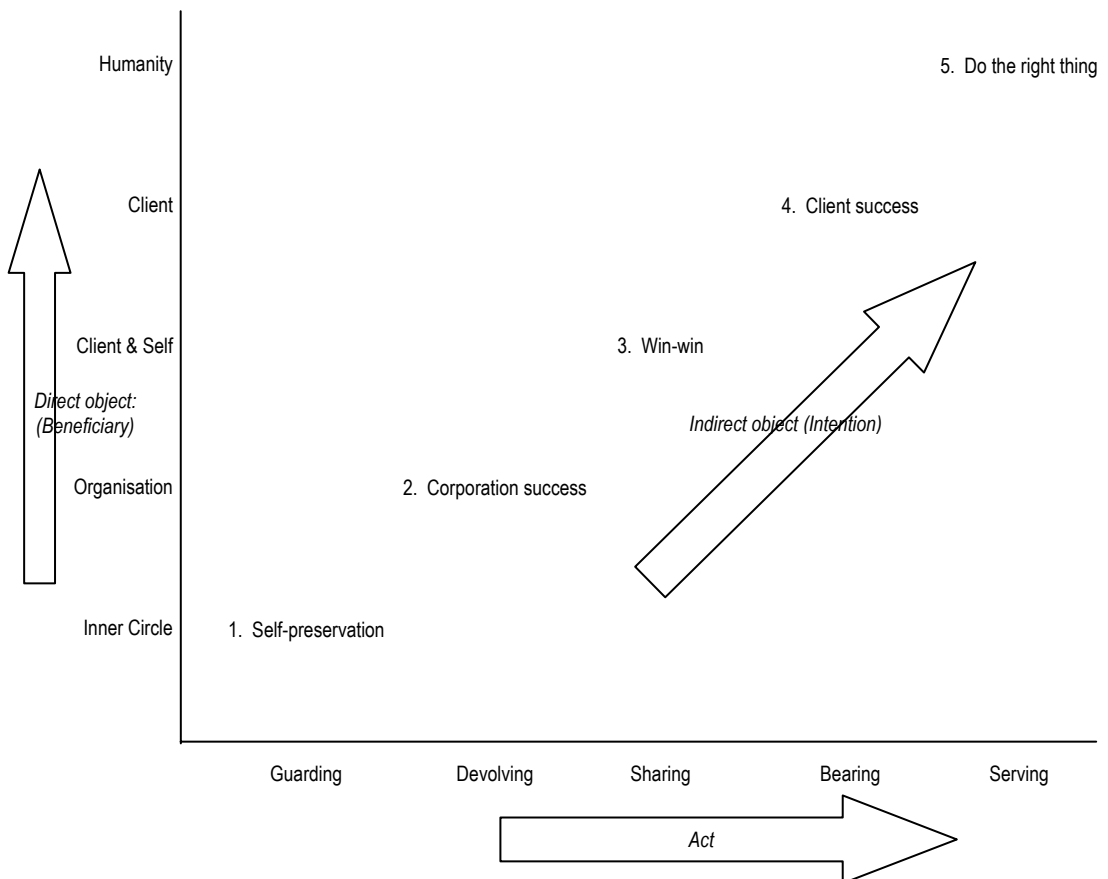 Humanity
5. Do the right thing
Client
4. Client success
Client & Self
3. Win-win
Direct object:
(Beneficiary)
Indirect object (Intention)
Organisation
2. Corporation success
Inner Circle
1. Self-preservation
Guarding
Devolving
Sharing
Bearing
Serving
Act